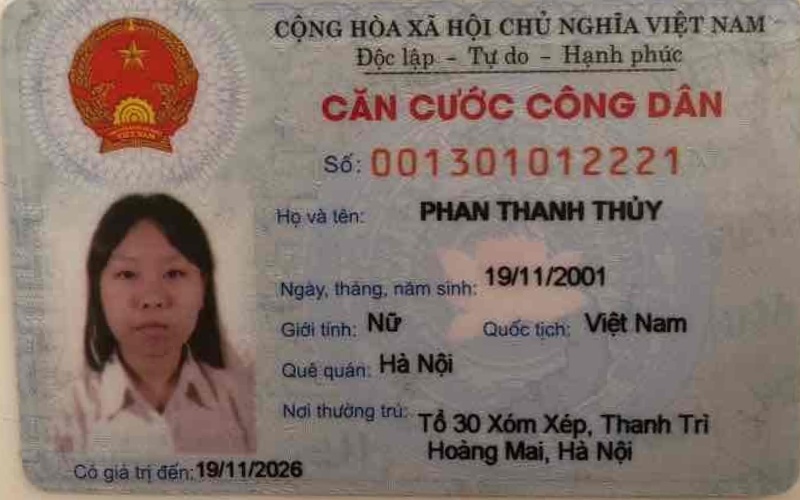 CỘNG HÒA XÃ HỘI CHỦ NGHĨA VIỆT NAM
Độc lập - Tự do - Hạnh phúc
CĂN CƯỚC CÔNG DÂN
Số: 001301012221
Họ và tên: PHAN THANH THỦY
Ngày, tháng, năm sinh: 19/11/2001
Giới tính: Nữ Quốc tịch: Việt Nam
Quê quán: Hà Nội
Nơi thường trú: Tổ 30 Xóm Xép, Thanh Trì
Hoàng Mai, Hà Nội
Có giá trị đến: 19/11/2026